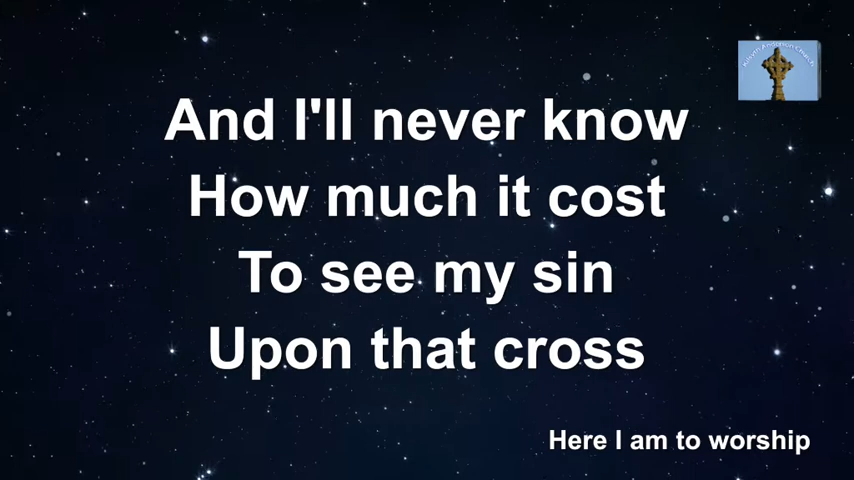 And I'll never know
How much it cost
To see my sin
Upon that cross
Here I am to worship